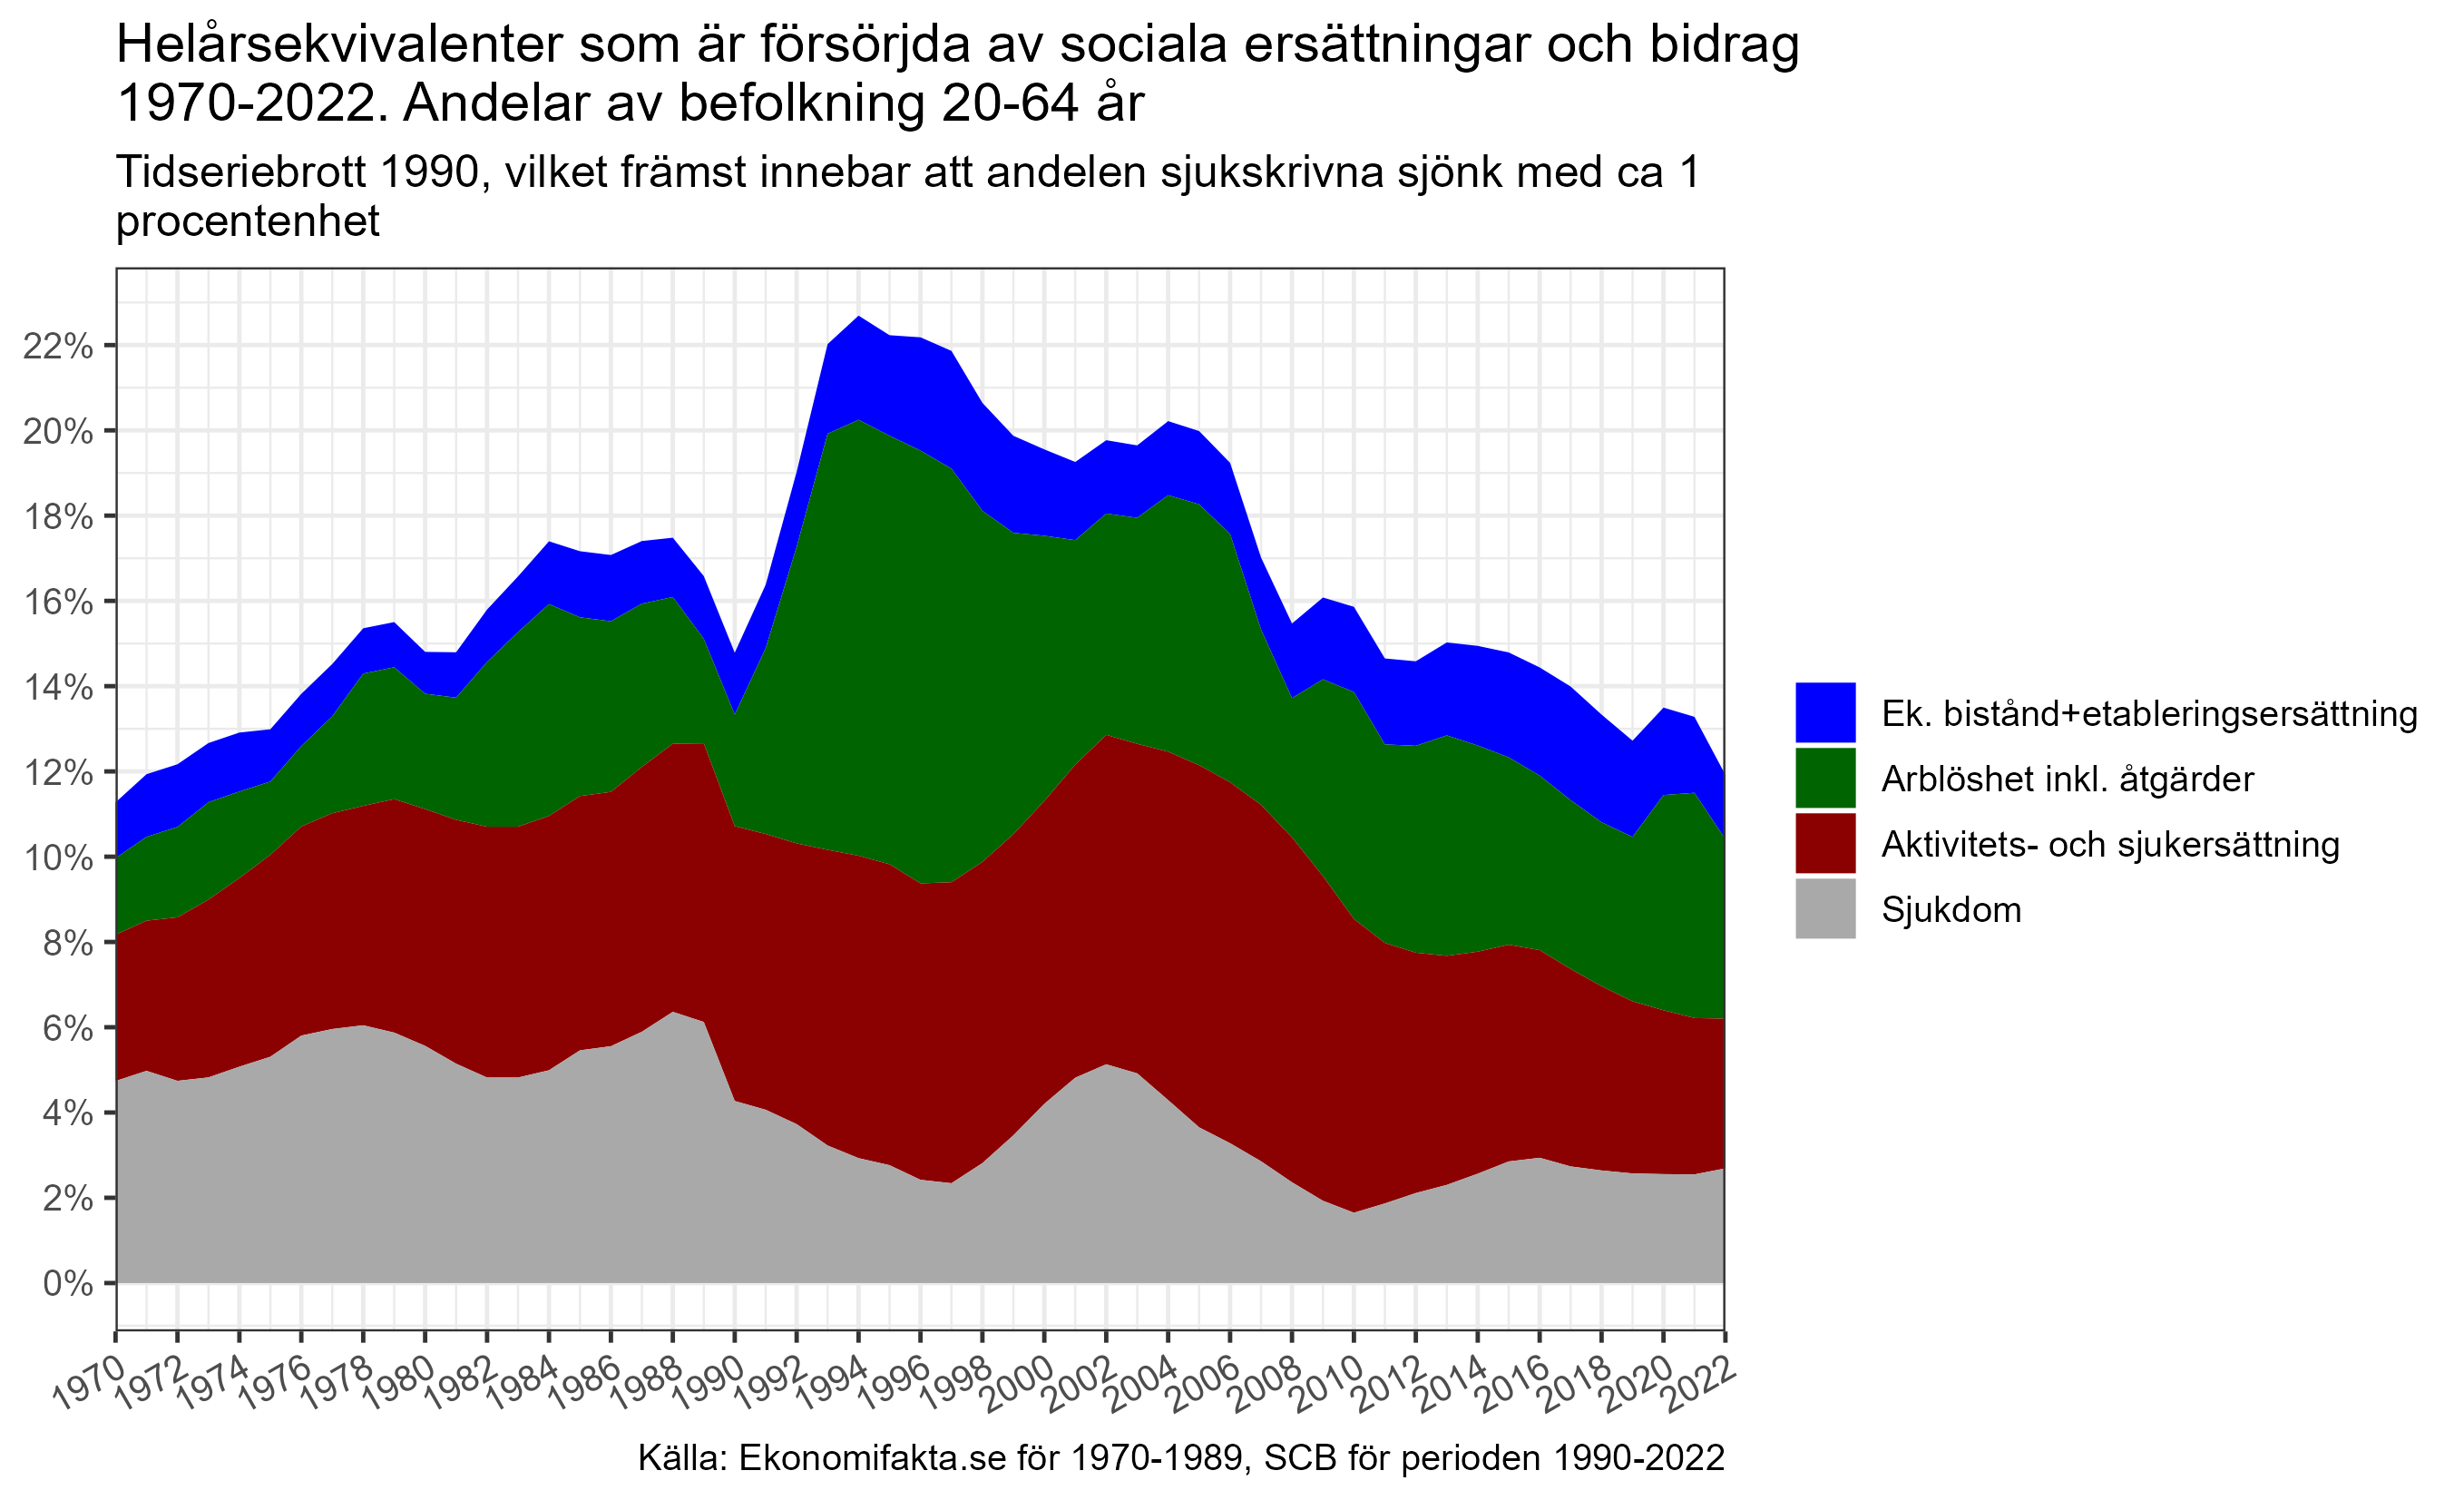 Helårsekvivalenter som är försörjda av sociala ersättningar och bidrag
1970-2022. Andelar av befolkning 20-64 år
Tidseriebrott 1990, vilket främst innebar att andelen sjukskrivna sjönk med ca 1
procentenhet
22%
20%
18%
16%
14%
12%
10%
8%
6%
4%
2%
0%
Ek. bistånd+etableringsersättning
Arblöshet inkl. åtgärder
Aktivitets- och sjukersättning
Sjukdom
1970 1972 1974 1976 1978 1980 1982 1984 1986 1988 1990 1992 1994 1996 1998 2000 2002 2004 2006 2008 2010 2012 2014 2016 2018 2020 2022
Källa: Ekonomifakta.se för 1970-1989, SCB för perioden 1990-2022